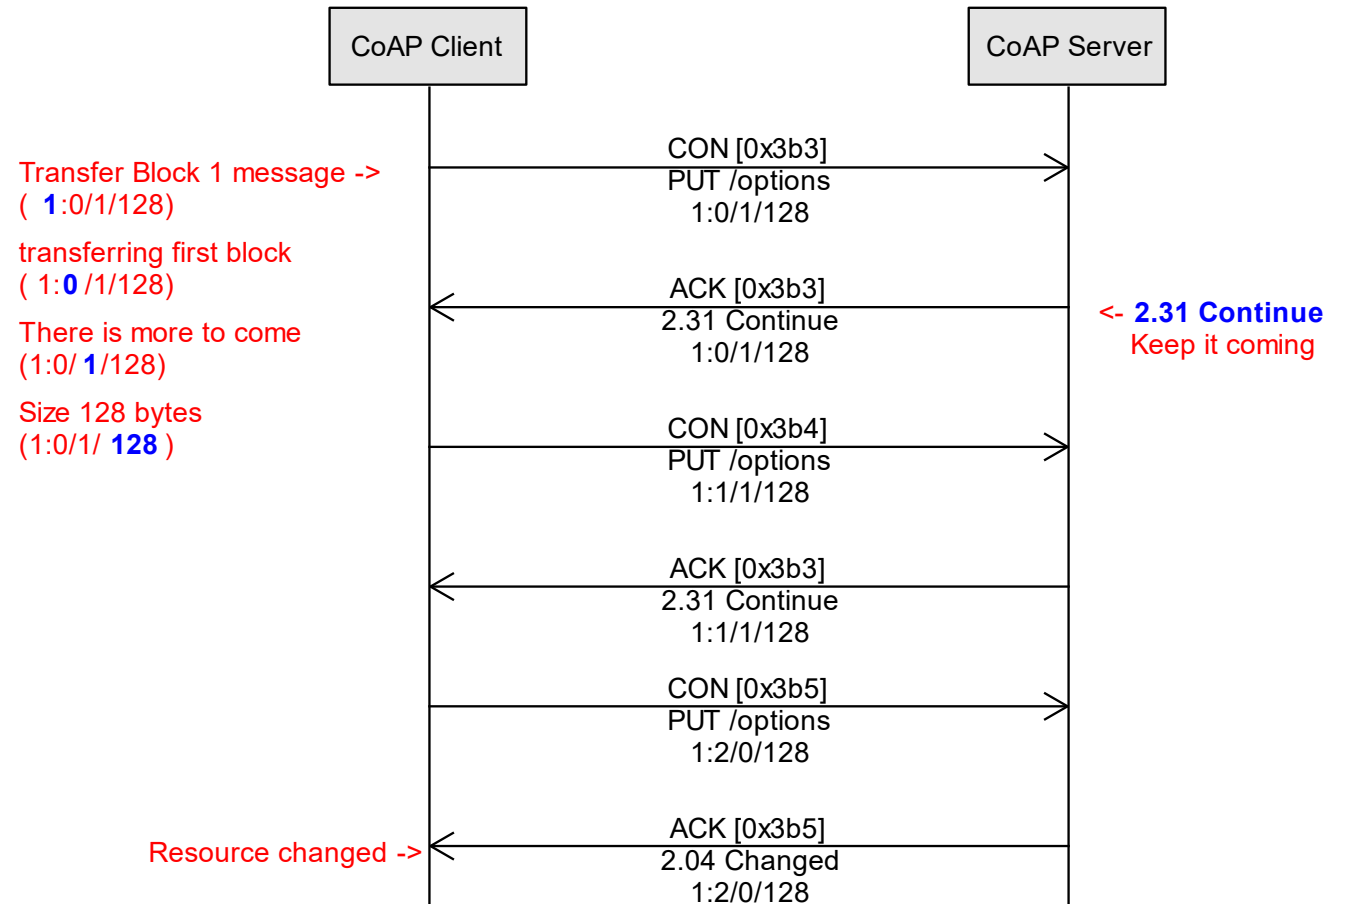 CoAP Client
CoAP Server
CON [0x3b3]
Transfer Block 1 message ->
( 1:0/1/128)
PUT /options
1:0/1/128
transferring first block
( 1:0 /1/128)
ACK [0x3b3]
2.31 Continue
1:0/1/128
<- 2.31 Continue
Keep it coming
There is more to come
(1:0/ 1/128)
Size 128 bytes
(1:0/1/ 128 )
CON [0x3b4]
PUT /options
1:1/1/128
ACK [0x3b3]
2.31 Continue
1:1/1/128
CON [0x3b5]
PUT /options
1:2/0/128
Resource changed ->
ACK [0x3b5]
2.04 Changed
1:2/0/128